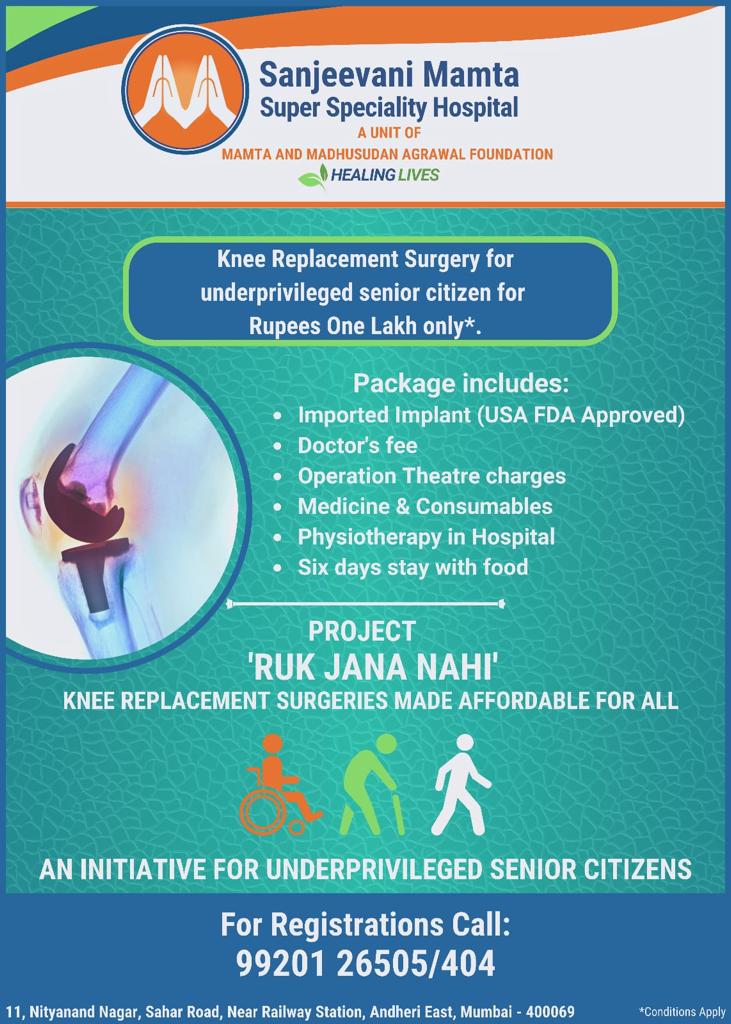 Sanjeevani Mamta
Super Speciality Hospital
A UNIT OF
MAMTA AND MADHUSUDAN AGRAWAL FOUNDATION
HEALING LIVES
Knee Replacement Surgery for
underprivileged senior citizen for
Rupees One Lakh only*.
Package includes:
• Imported Implant (USA FDA Approved)
• Doctor's fee
• Operation Theatre charges
• Medicine & Consumables
• Physiotherapy in Hospital
• Six days stay with food
PROJECT
'RUK JANA NAHI'
KNEE REPLACEMENT SURGERIES MADE AFFORDABLE FOR ALL
AN INITIATIVE FOR UNDERPRIVILEGED SENIOR CITIZENS
For Registrations Call:
99201 26505/404
11, Nityanand Nagar, Sahar Road, Near Railway Station, Andheri East, Mumbai - 400069
*Conditions Apply